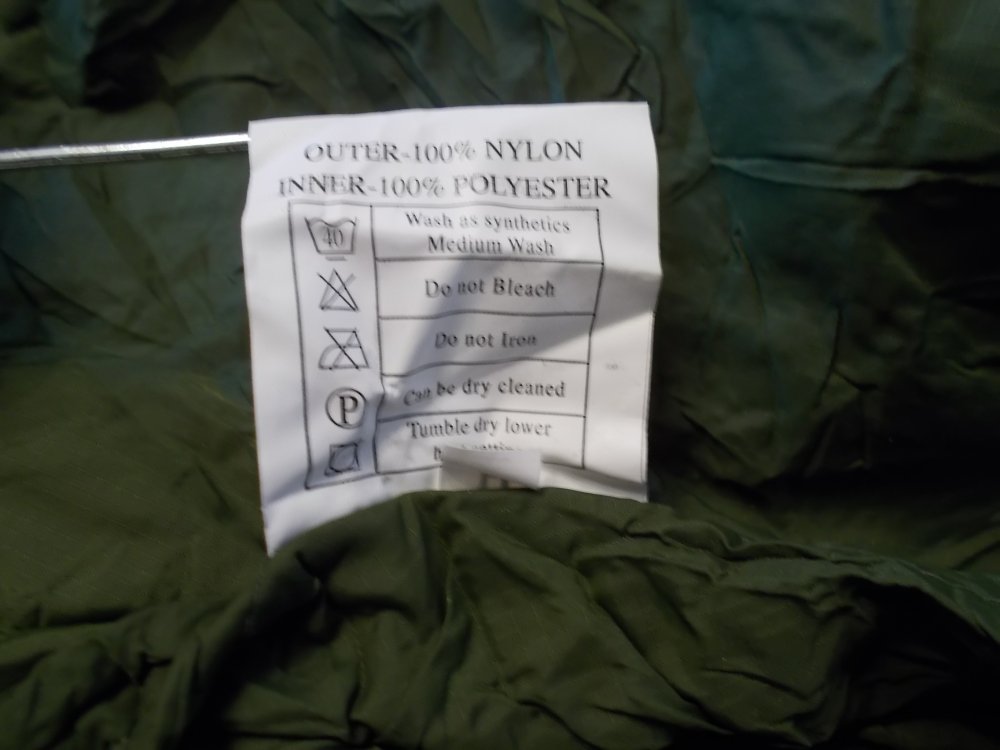 OUTER-100% NYLON
INNER-100% POLYESTER
40
Wash as synthetics
Medium Wash
Do not Bleach
Do not Iron
P
Can be dry cleaned
Tumble dry lower